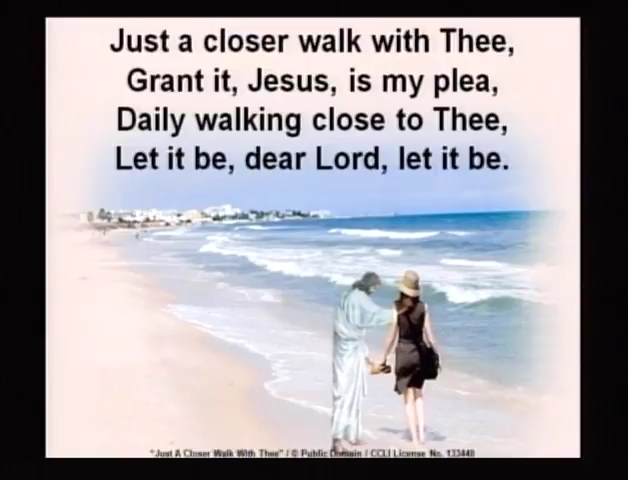 Just a closer walk with Thee,
Grant it, Jesus, is my plea,
Daily walking close to Thee,
Let it be, dear Lord, let it be.
"Just A Closer Walk With Thee" / © Public Domain / CCLI License No. 133448